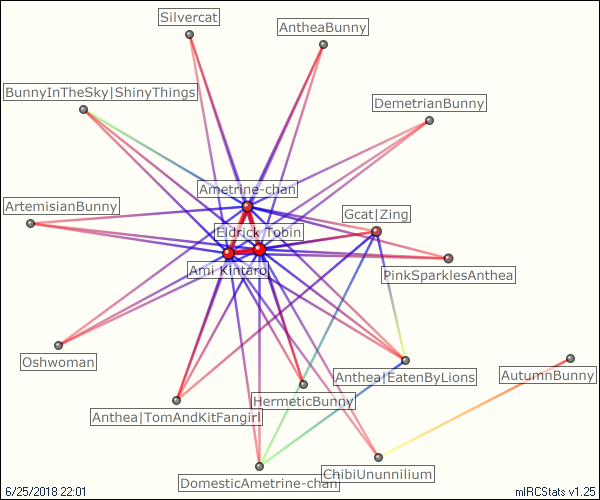 Silvercat
AntheaBunny
BunnyInTheSky|ShinyThings
DemetrianBunny
Ametrine-chan
ArtemisianBunny
Gcat|Zing
Eldrick Tobin
Ami Kintaro
PinkSparklesAnthea
Oshwoman
Anthea|EatenByLions
AutumnBunny
HermeticBunny
Anthea|TomAndKitFangirl
ChibiUnunnilium
DomesticAmetrine-chan
6/25/2018 22:01
mIRCStats v1.25